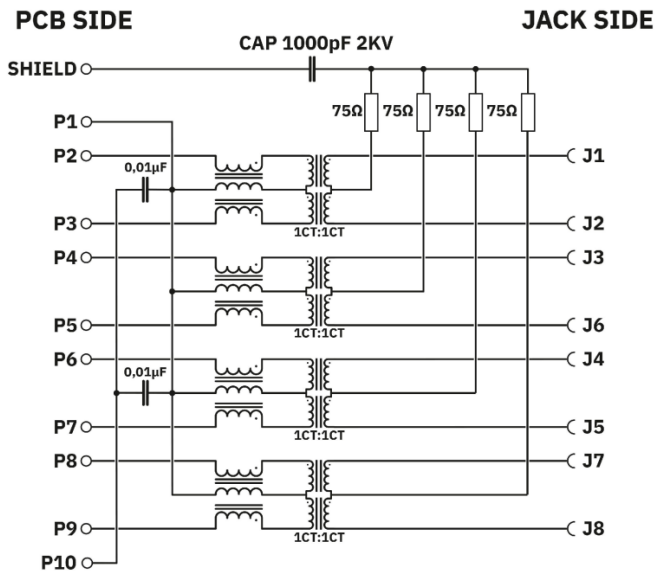 PCB SIDE
JACK SIDE
CAP 1000pF 2KV
SHIELD
75Ω 75Ω 75Ω 75Ω
P1
P2
J1
0,01µF
P3
J2
1CT:1CT
P4
J3
P5
J6
1CT:1CT
P6
J4
0,01µF
P7
J5
1CT:1CT
P8
J7
P9
J8
1CT:1CT
P10